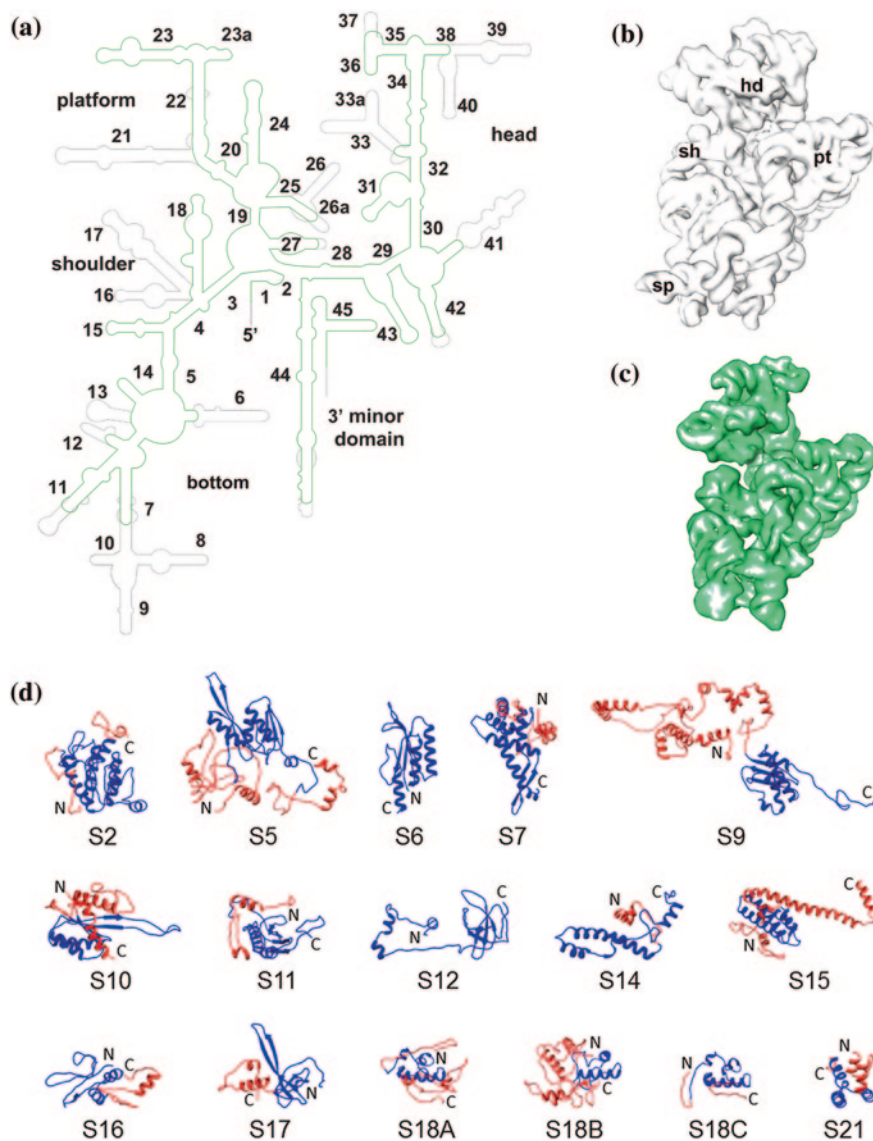 (a)
23
23a
37
35
38
39
36
34
(b)
hd
sh
pt
sp
platform
22
24
33a
40
head
21
20
26
33
32
25
31
18
19
26a
30
17
27
28
29
41
shoulder
16
3
1
2
45
42
15
4
5'
43
(c)
14
5
44
13
6
3' minor
domain
12
bottom
11
7
10
8
9
(d)
N
C
S2
N
C
S5
C
N
S6
N
C
S7
N
C
S9
N
C
S10
N
C
S11
N
C
S12
N
C
S14
C
N
S15
N
C
S16
C
N
S17
N
C
S18A
N
C
S18B
N
C
S18C
C
N
S21